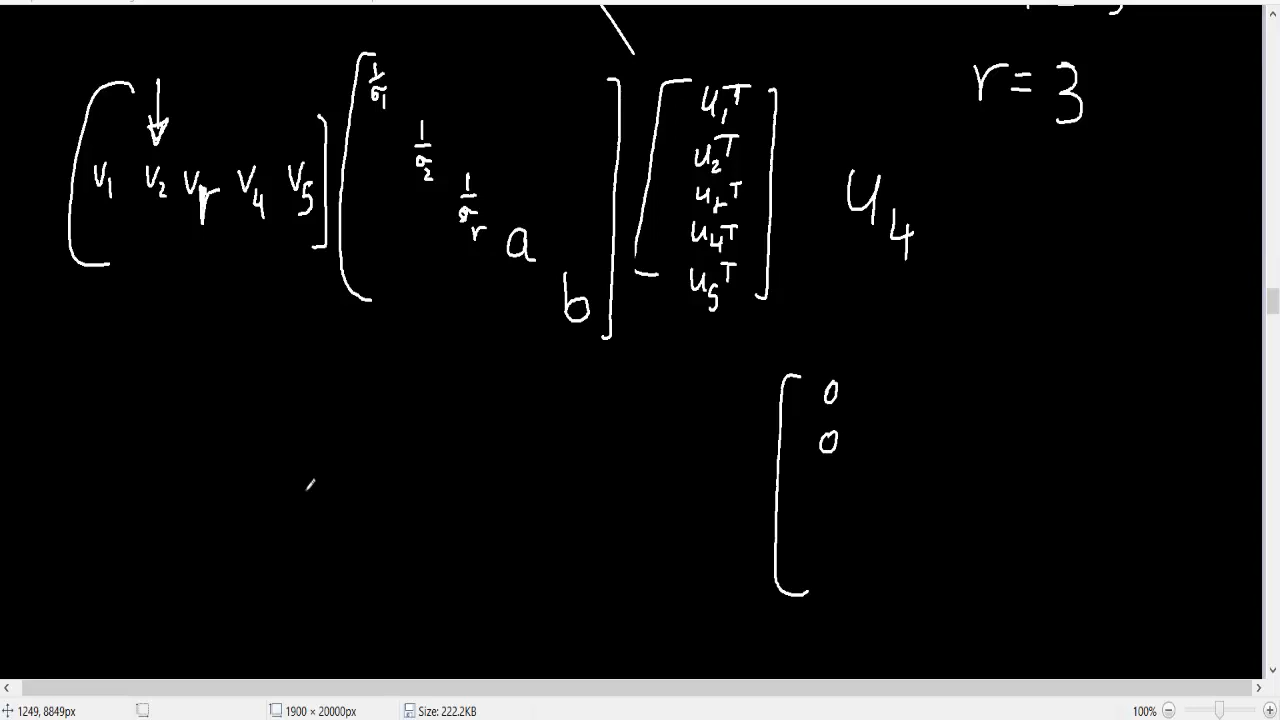 r = 3
[ v1 v2 vr v4 v5 ] [ 1/σ1 1/σ2 1/σr a b ] [ u1T u2T urT u4T u5T ] u4
[ 0
0
1249, 8849px 1900 × 20000px Size: 222.2KB 100%